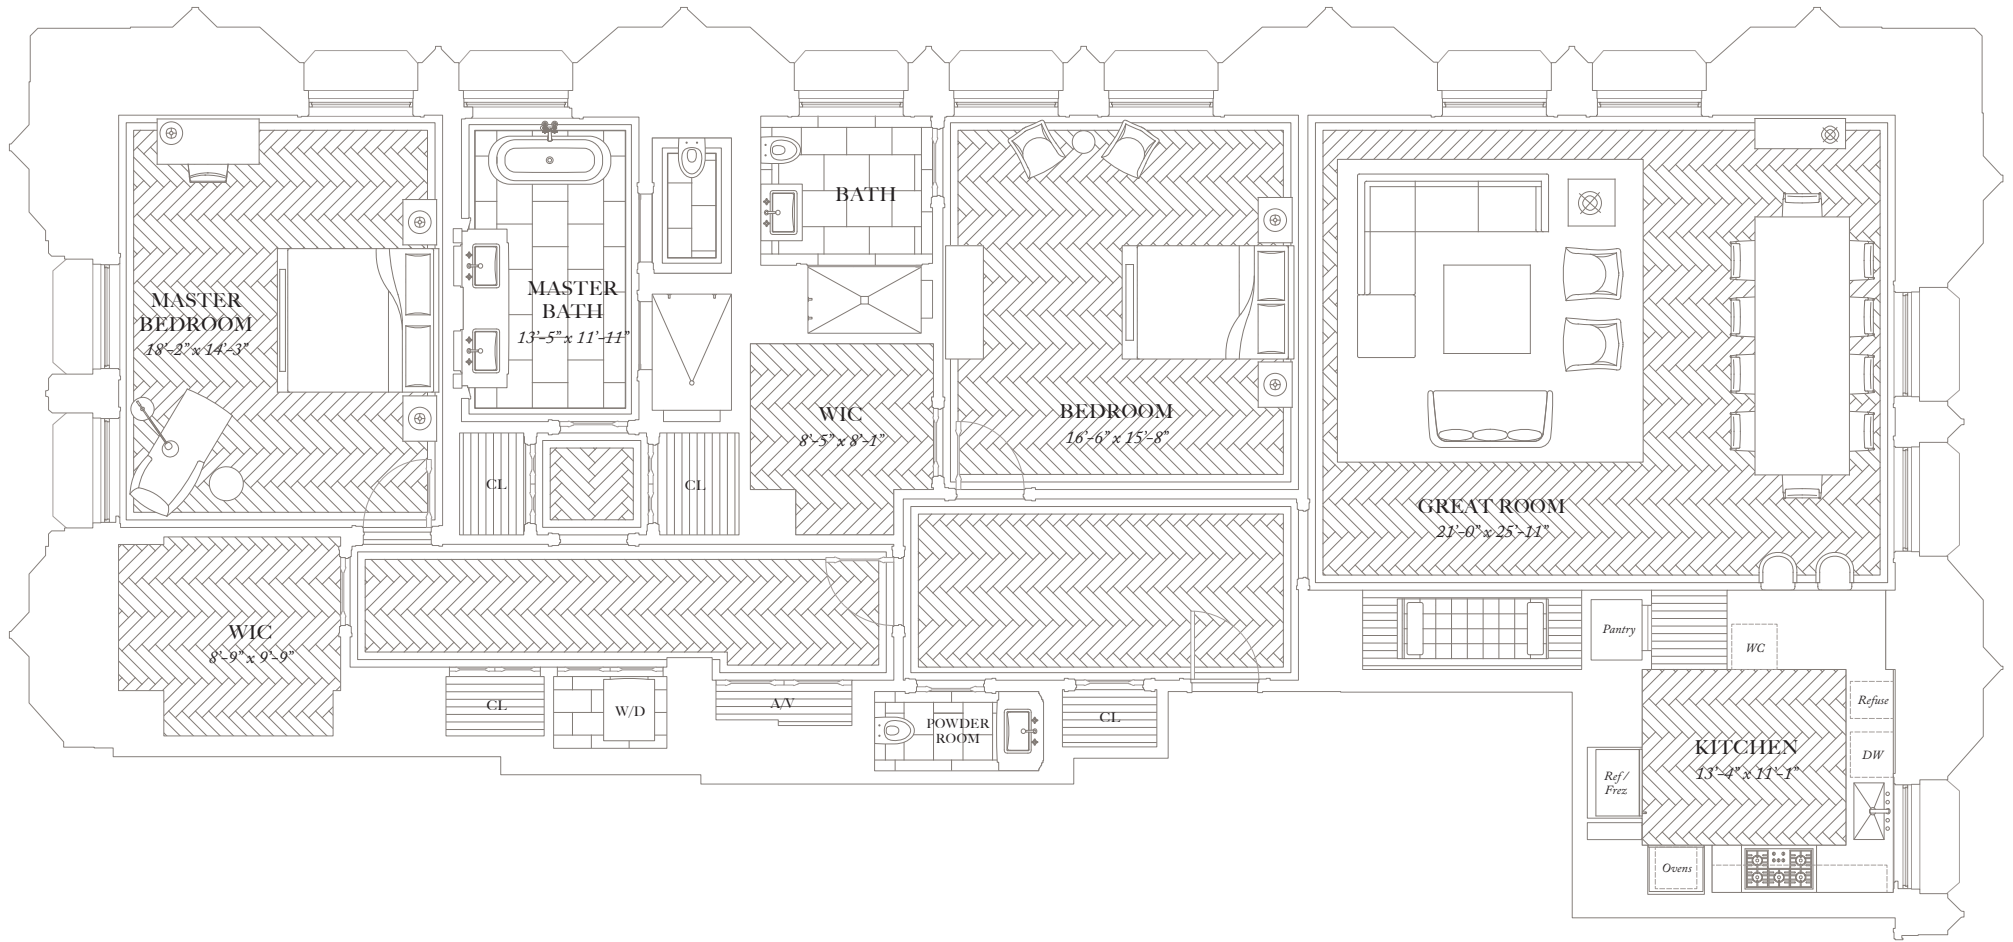 MASTER
BEDROOM
18'-2" x 14'-3"
MASTER
BATH
13'-5" x 11'-11"
BATH
WIC
8'-5" x 8'-1"
BEDROOM
16'-6" x 15'-8"
GREAT ROOM
21'-0" x 25'-11"
CL
CL
WIC
8'-9" x 9'-9"
CL
W/D
A/V
POWDER
ROOM
CL
Pantry
WC
Refuse
KITCHEN
13'-4" x 11'-1"
DW
Ref/
Frez
Ovens